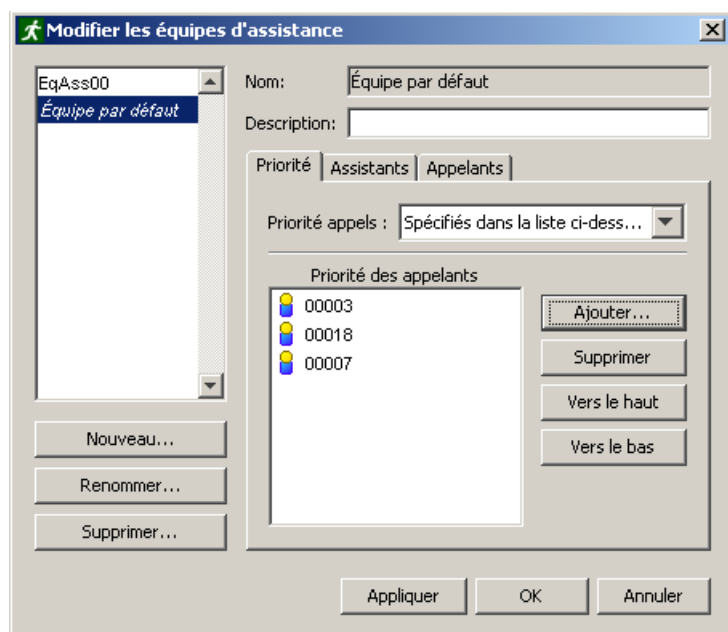 Modifier les équipes d'assistance
EqAss00
Équipe par défaut
Nom: Équipe par défaut
Description:
Priorité Assistants Appelants
Priorité appels : Spécifiés dans la liste ci-dess...
Priorité des appelants
00003
00018
00007
Ajouter...
Supprimer
Vers le haut
Vers le bas
Nouveau...
Renommer...
Supprimer...
Appliquer OK Annuler